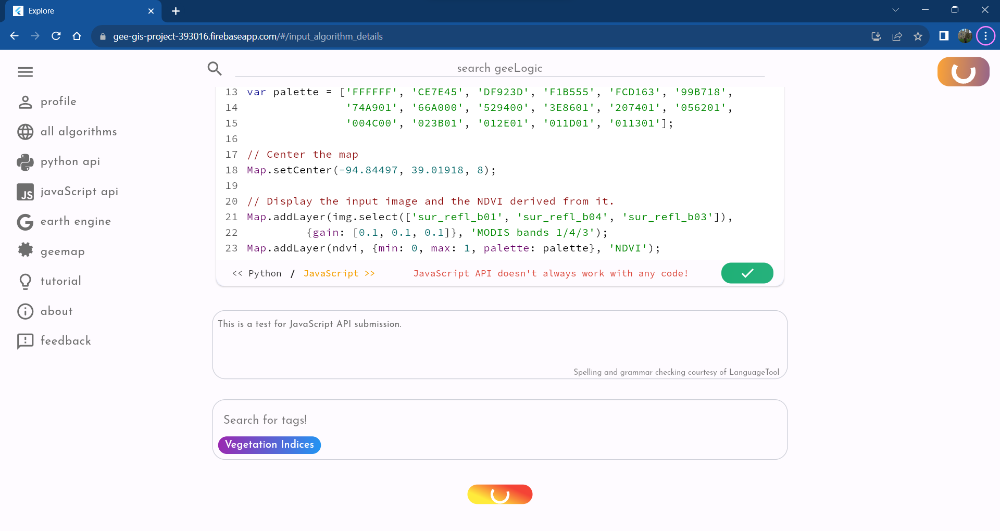 Explore
gee-gis-project-393016.firebaseapp.com/#/input_algorithm_details
search geeLogic
profile
all algorithms
python api
JS javaScript api
earth engine
geemap
tutorial
about
feedback
13 var palette = ['FFFFFF', 'CE7E45', 'DF923D', 'F1B555', 'FCD163', '99B718',
14 '74A901', '66A000', '529400', '3E8601', '207401', '056201',
15 '004C00', '023B01', '012E01', '011D01', '011301'];
16
17 // Center the map
18 Map.setCenter(-94.84497, 39.01918, 8);
19
20 // Display the input image and the NDVI derived from it.
21 Map.addLayer(img.select(['sur_refl_b01', 'sur_refl_b04', 'sur_refl_b03']),
22 {gain: [0.1, 0.1, 0.1]}, 'MODIS bands 1/4/3');
23 Map.addLayer(ndvi, {min: 0, max: 1, palette: palette}, 'NDVI');
<< Python / JavaScript >> JavaScript API doesn't always work with any code!
This is a test for JavaScript API submission.
Spelling and grammar checking courtesy of LanguageTool
Search for tags!
Vegetation Indices